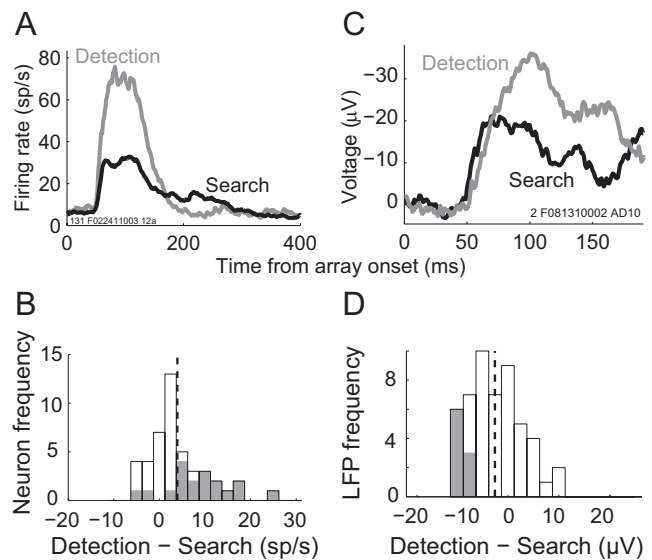 A
Detection
80
60
40
20
0
Firing rate (sp/s)
Search
131 F022411003 12a
0 200 400
C
Detection
−30
−20
−10
0
Voltage (μV)
Search
2 F081310002 AD10
0 50 100 150
Time from array onset (ms)
B
15
10
5
0
Neuron frequency
−20 −10 0 10 20 30
Detection − Search (sp/s)
D
8
4
0
LFP frequency
−20 −10 0 10 20
Detection − Search (μV)